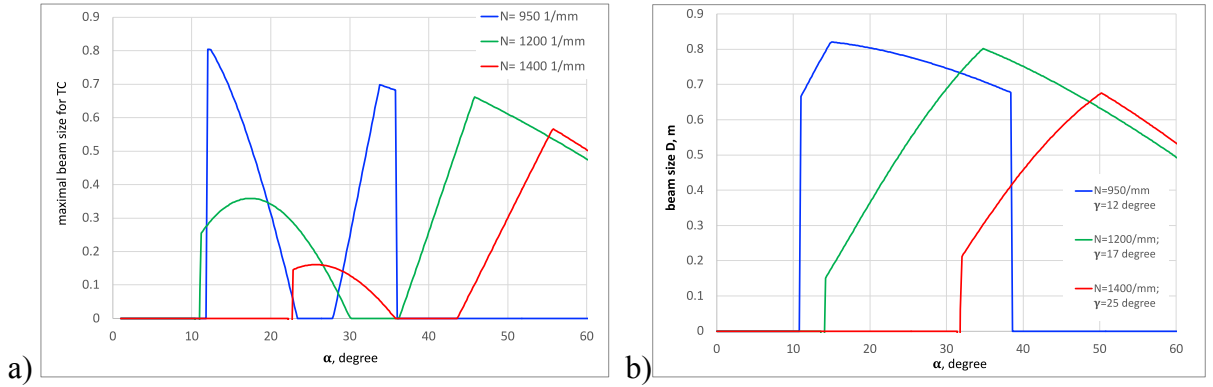 a)
maximal beam size for TC
0.9
0.8
0.7
0.6
0.5
0.4
0.3
0.2
0.1
0
0 10 20 30 40 50 60
α, degree
N= 950 1/mm
N= 1200 1/mm
N= 1400 1/mm
b)
beam size D, m
0.9
0.8
0.7
0.6
0.5
0.4
0.3
0.2
0.1
0
0 10 20 30 40 50 60
α, degree
N=950/mm
γ=12 degree
N=1200/mm;
γ=17 degree
N=1400/mm;
γ=25 degree